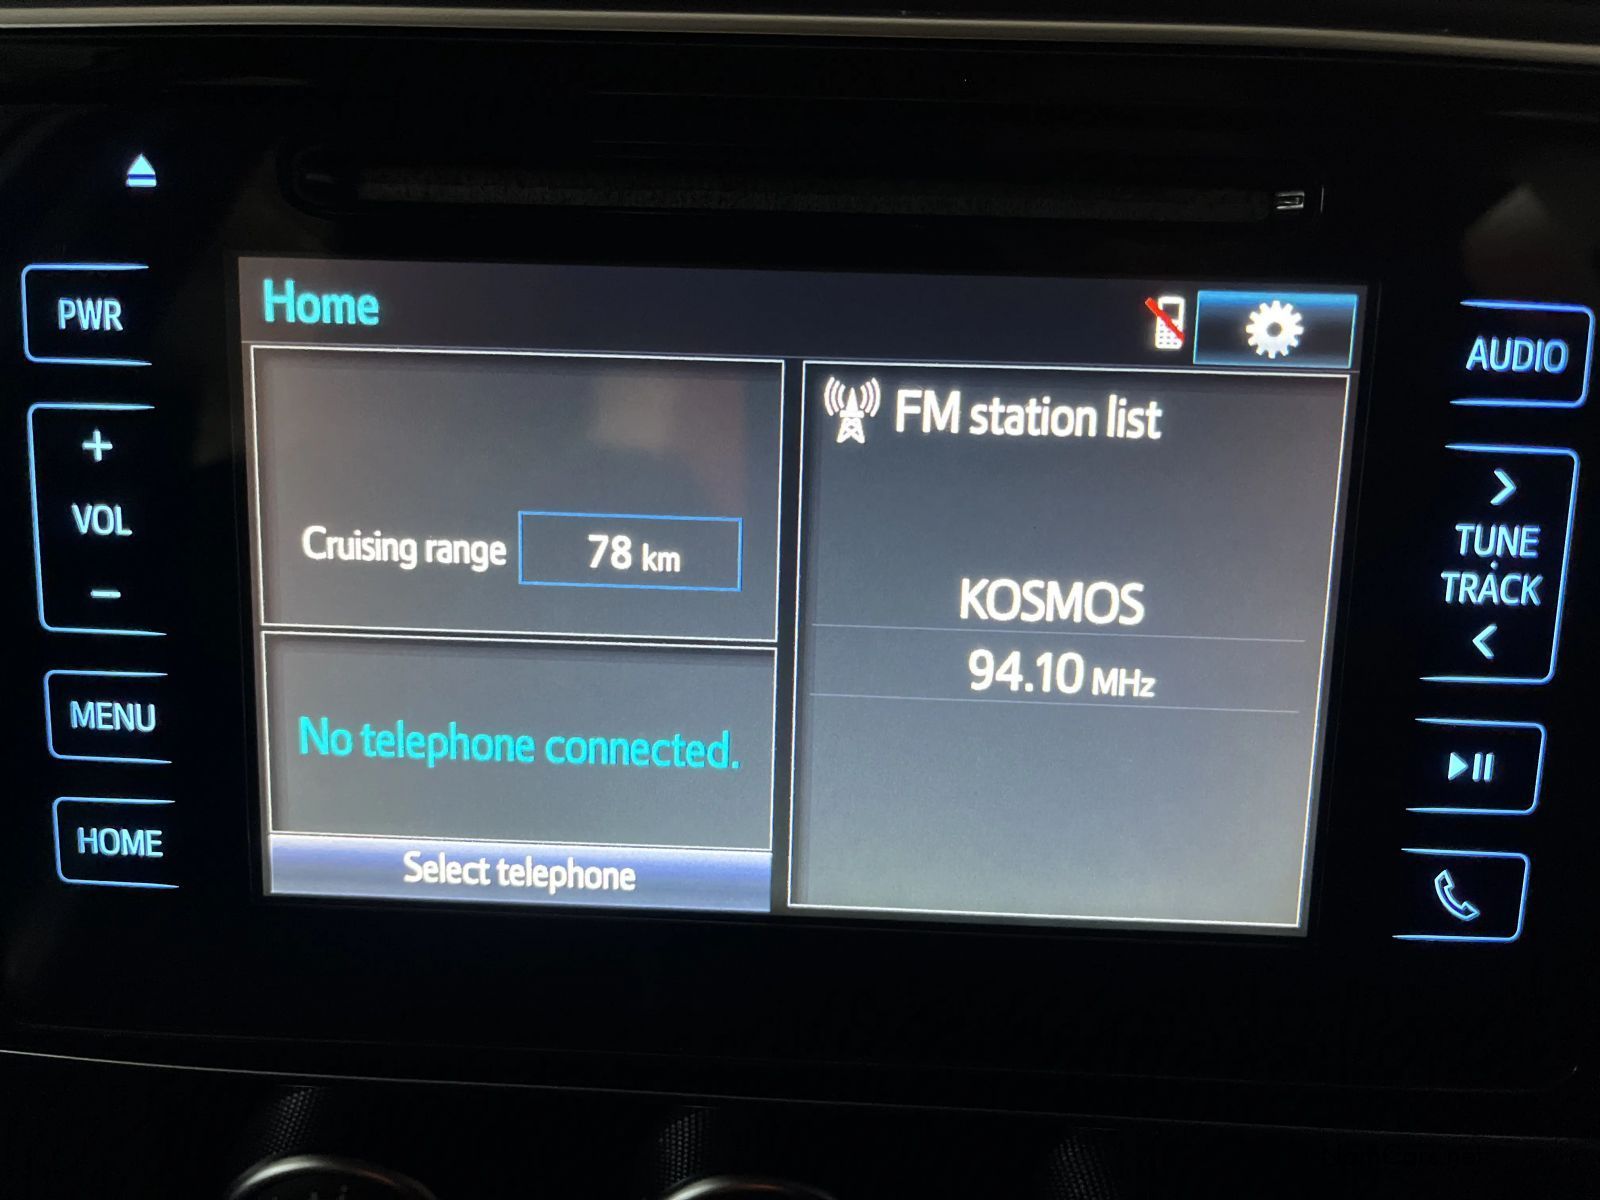 Home
PWR
AUDIO
FM station list
+
VOL
−
Cruising range 78 km
TUNE
TRACK
KOSMOS
94.10 MHz
MENU
No telephone connected.
HOME
Select telephone